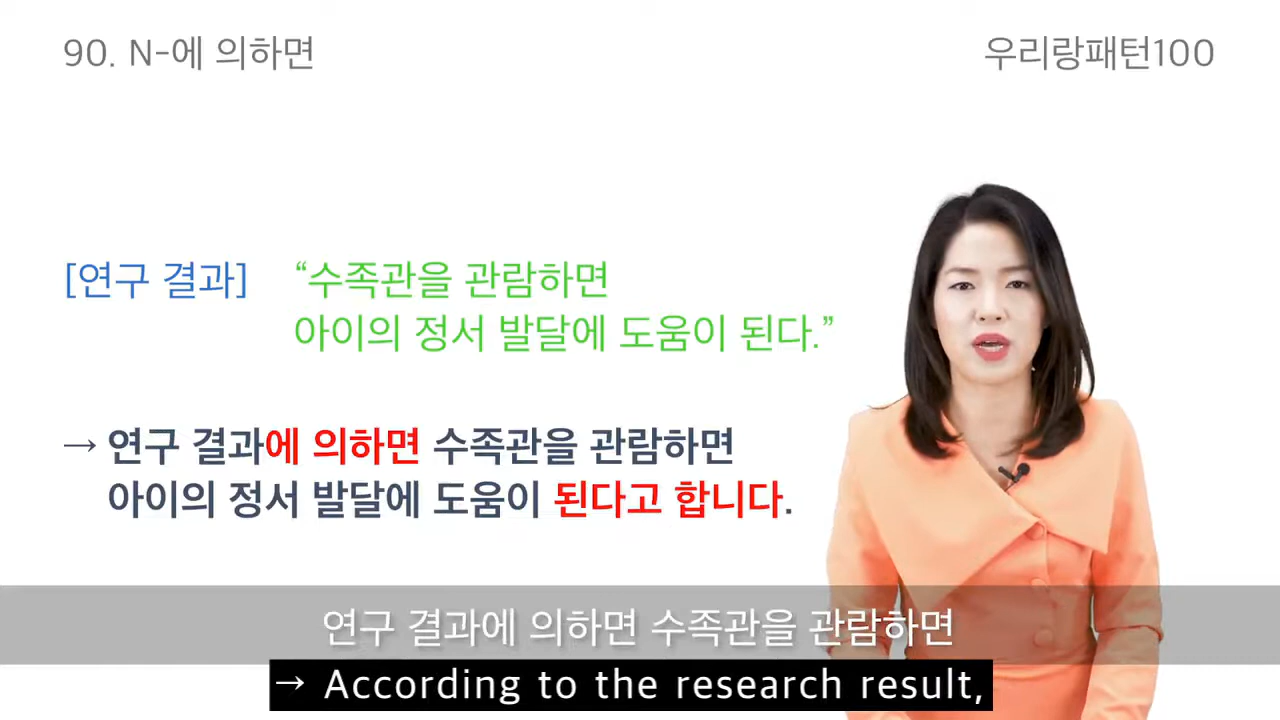 90. N-에 의하면
우리랑패턴100
[연구 결과] “수족관을 관람하면
아이의 정서 발달에 도움이 된다.”
→ 연구 결과에 의하면 수족관을 관람하면
아이의 정서 발달에 도움이 된다고 합니다.
연구 결과에 의하면 수족관을 관람하면
→ According to the research result,